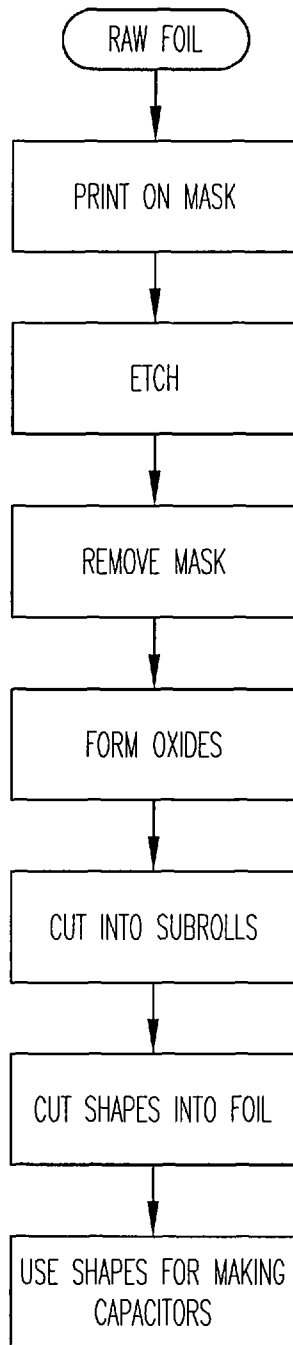 RAW FOIL
PRINT ON MASK
ETCH
REMOVE MASK
FORM OXIDES
CUT INTO SUBROLLS
CUT SHAPES INTO FOIL
USE SHAPES FOR MAKING
CAPACITORS